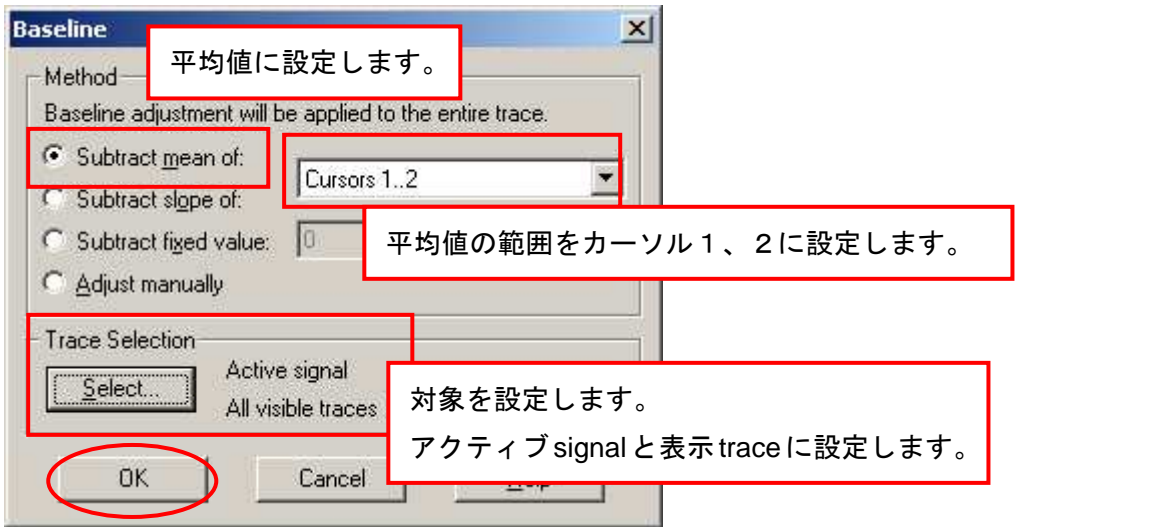 Baseline
平均値に設定します。
Method
Baseline adjustment will be applied to the entire trace.
Subtract mean of:
Cursors 1..2
Subtract slope of:
Subtract fixed value:
0
平均値の範囲をカーソル１、２に設定します。
Adjust manually
Trace Selection
Select...
Active signal
All visible traces
対象を設定します。
アクティブsignalと表示traceに設定します。
OK
Cancel